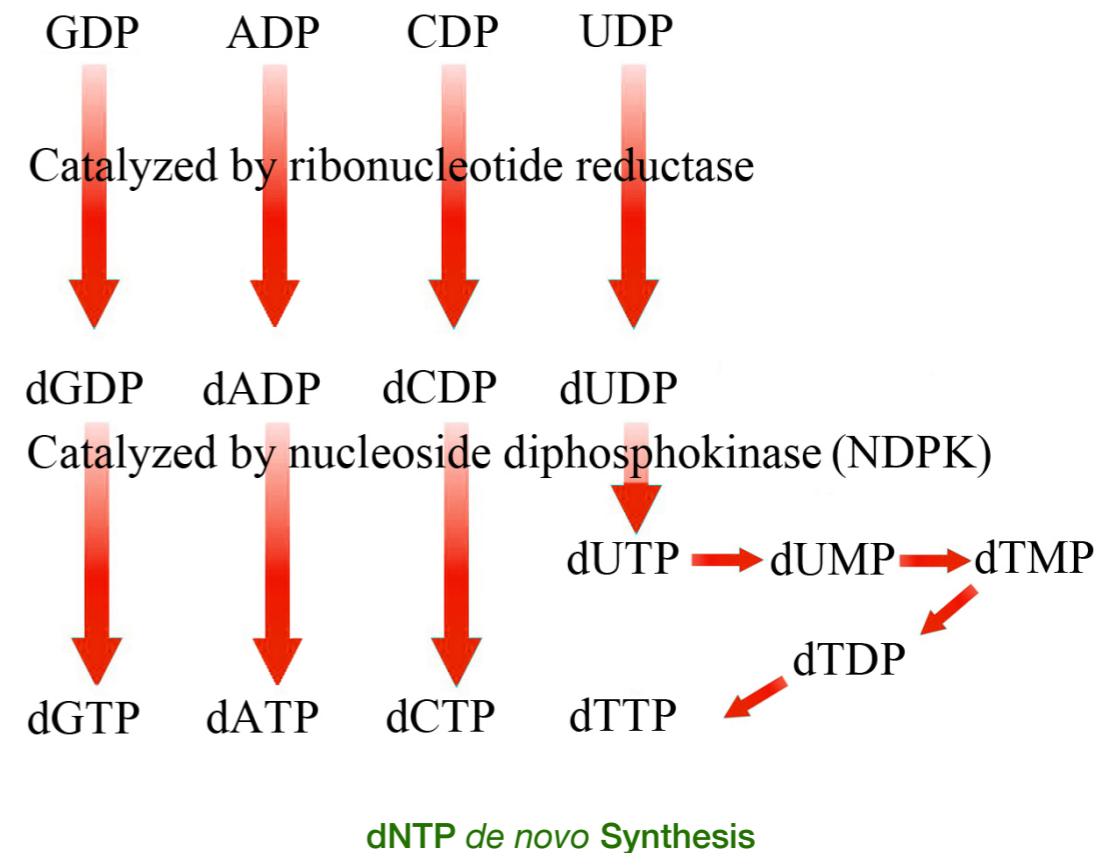 GDP ADP CDP UDP
Catalyzed by ribonucleotide reductase
dGDP dADP dCDP dUDP
Catalyzed by nucleoside diphosphokinase (NDPK)
dUTP dUMP dTMP
dTDP
dGTP dATP dCTP dTTP
dNTP de novo Synthesis